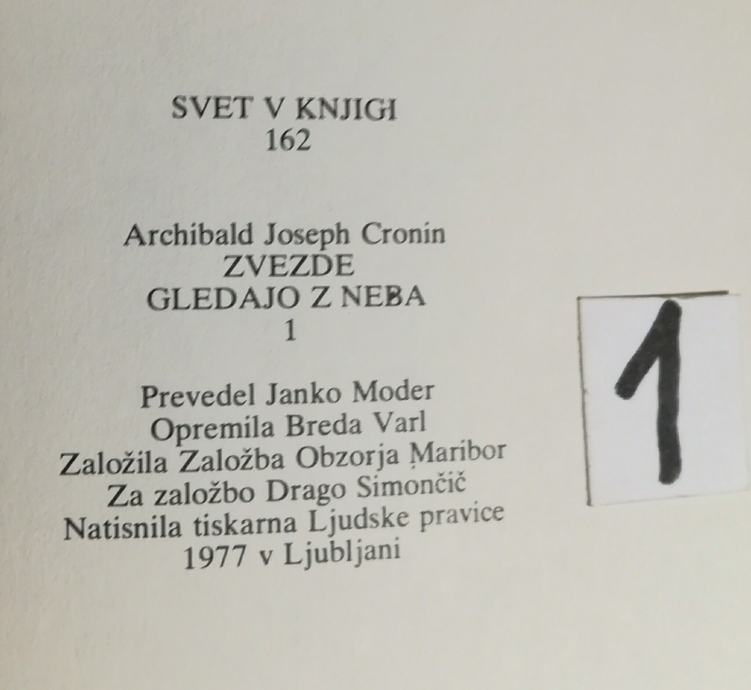 SVET V KNJIGI
162
Archibald Joseph Cronin
ZVEZDE
GLEDAJO Z NEBA
1
Prevedel Janko Moder
Opremila Breda Varl
Založila Založba Obzorja Maribor
Za založbo Drago Simončič
Natisnila tiskarna Ljudske pravice
1977 v Ljubljani
1